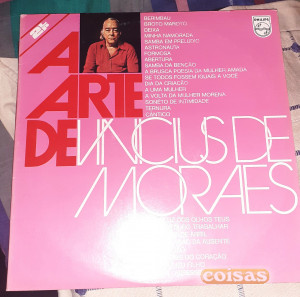 PHILIPS
BERIMBAU
GAROTO MAROTO
DEIXA
MINHA NAMORADA
SAMBA EM PRELÚDIO
ASTRONAUTA
FORMOSA
ABERTURA
SAMBA DA BENÇÃO
A BRUSCA POESIA DA MULHER AMADA
SE TODOS FOSSEM IGUAIS A VOCÊ
DIA DA CRIAÇÃO
A UMA MULHER
A VOLTA DA MULHER MORENA
SONETO DE INTIMIDADE
TERNURA
CÂNTICO
A
ARTE
DE VINICIUS DE
MORAES
coisas